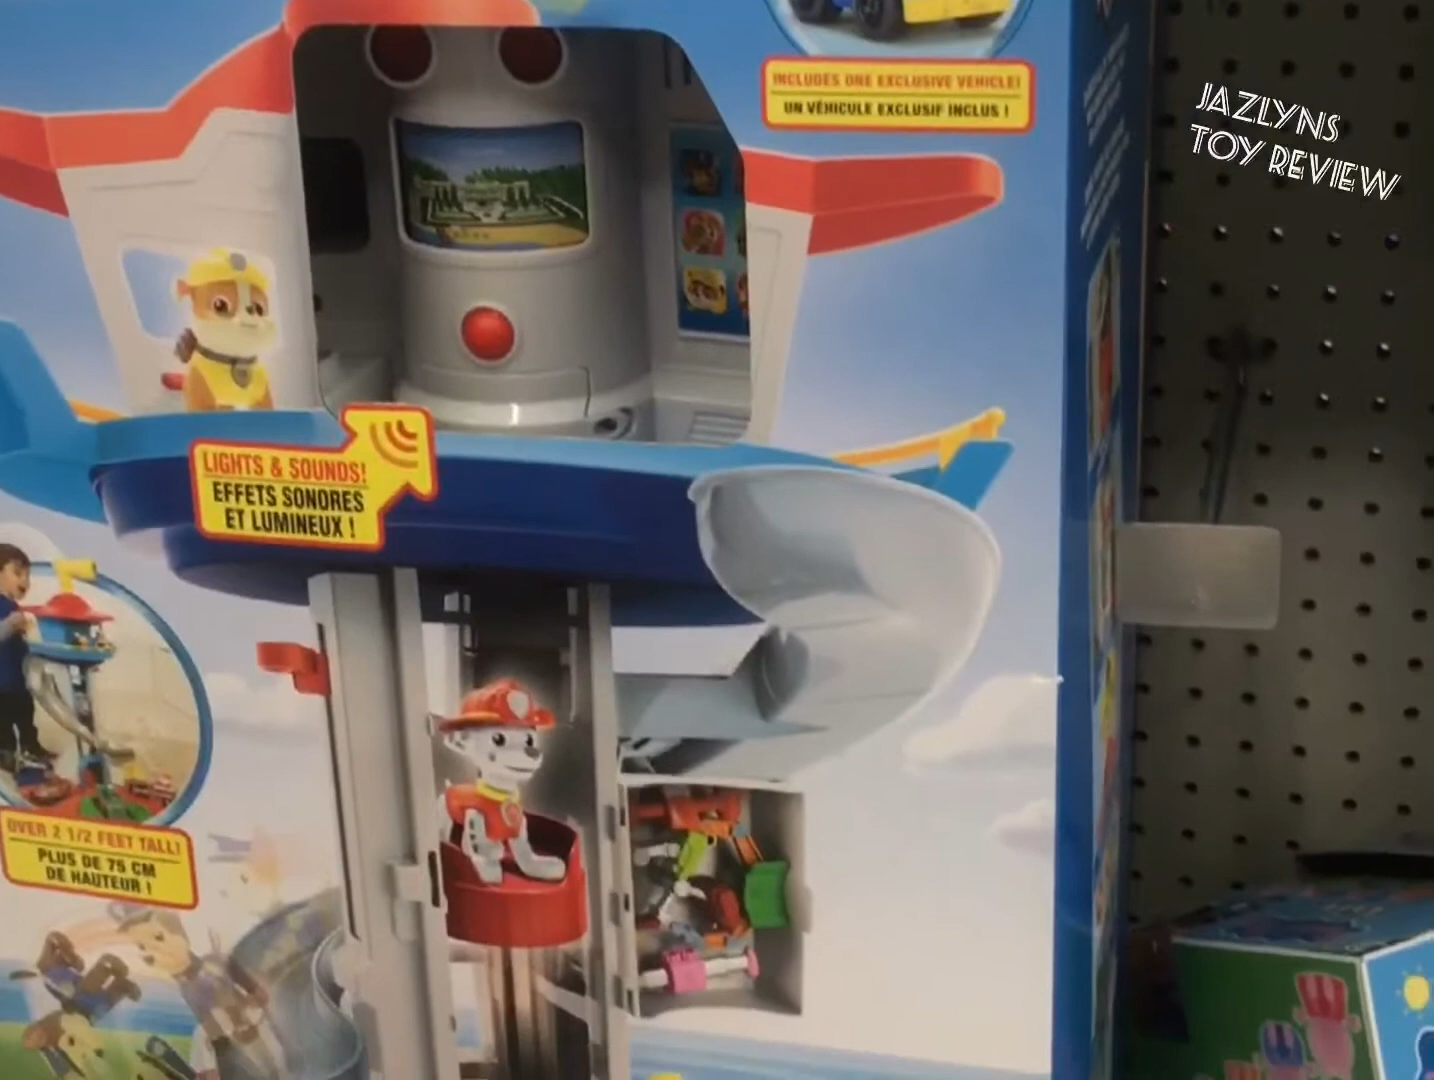 INCLUDES ONE EXCLUSIVE VEHICLE!
UN VÉHICULE EXCLUSIF INCLUS !
JAZLYNS
TOY REVIEW
LIGHTS & SOUNDS!
EFFETS SONORES
ET LUMINEUX !
OVER 2 1/2 FEET TALL!
PLUS DE 75 CM
DE HAUTEUR !